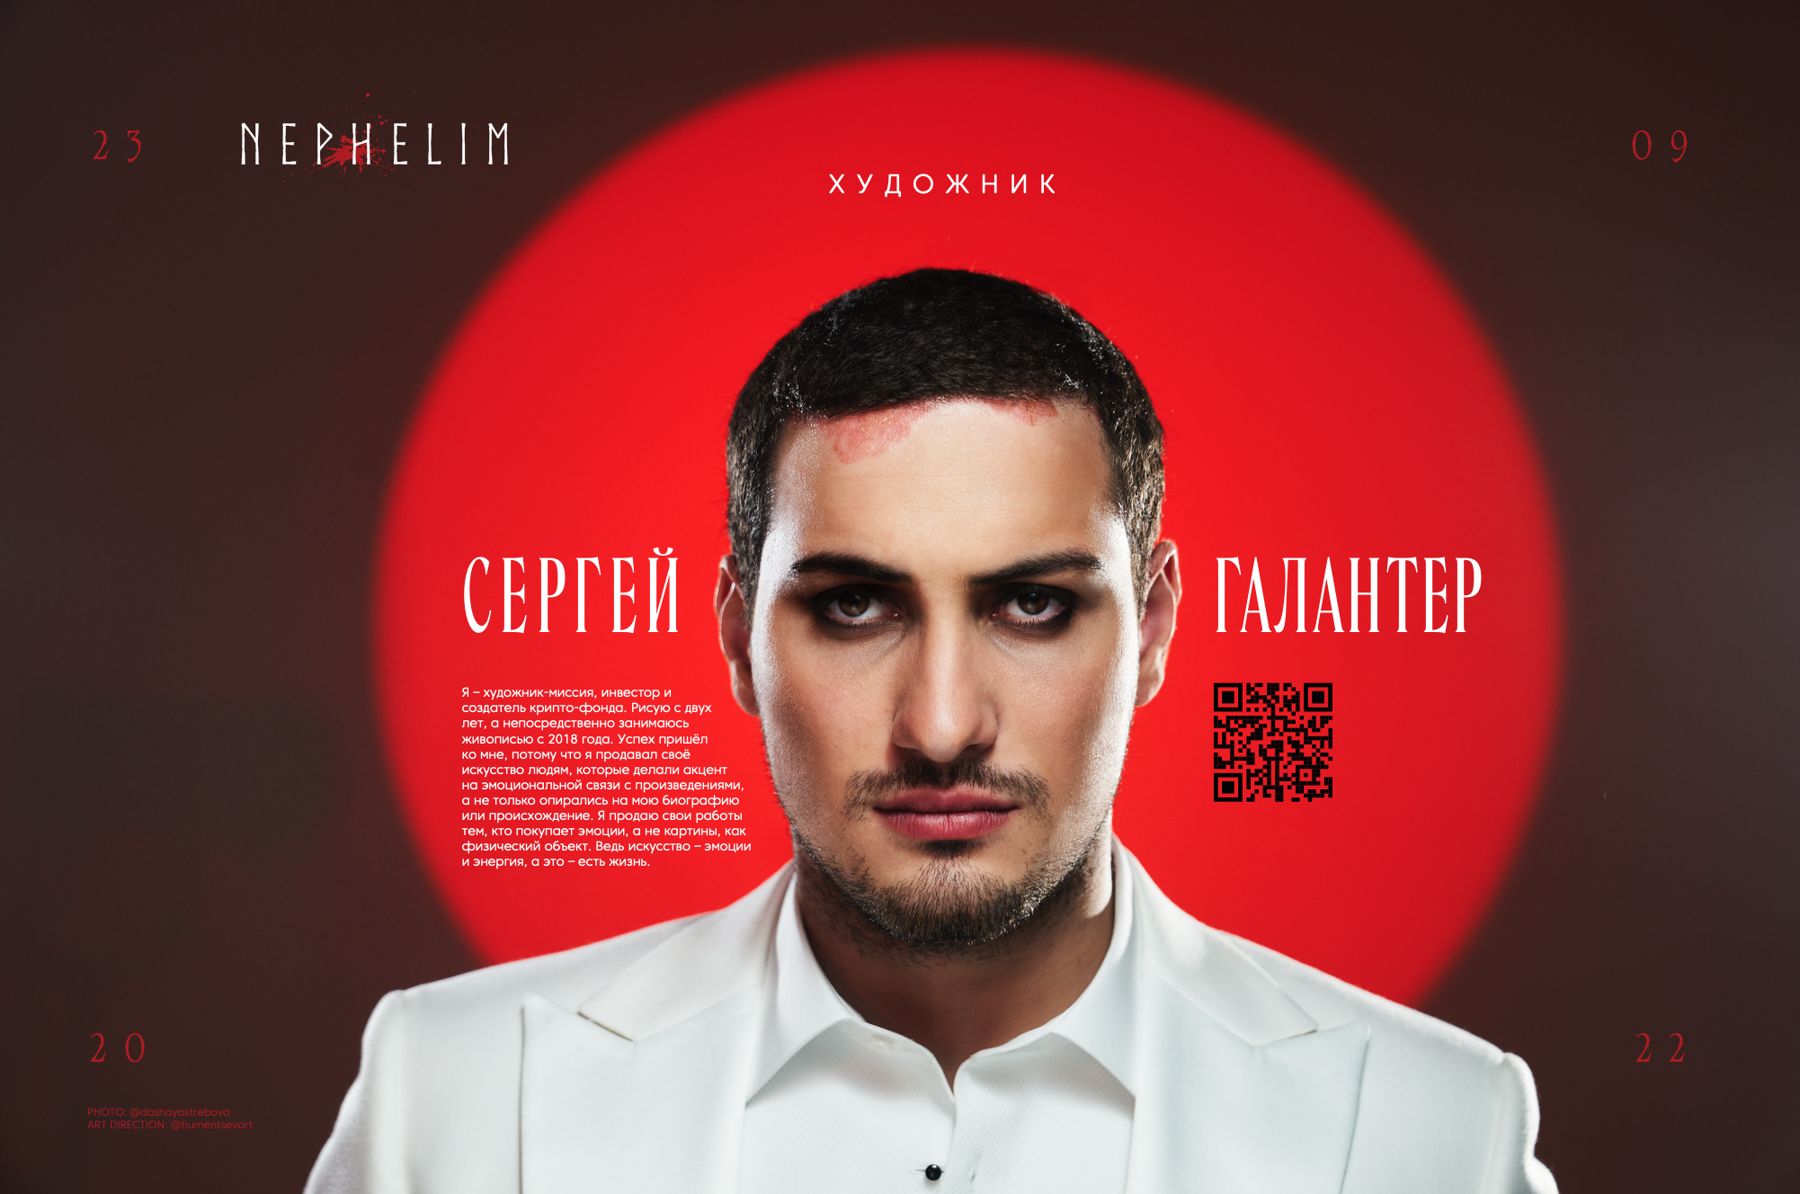 23
NEPHELIM
09
ХУДОЖНИК
СЕРГЕЙ
ГАЛАНТЕР
Я – художник-миссия, инвестор и
создатель крипто-фонда. Рисую с двух
лет, а непосредственно занимаюсь
живописью с 2018 года. Успех пришёл
ко мне, потому что я продавал своё
искусство людям, которые делали акцент
на эмоциональной связи с произведениями,
а не только опирались на мою биографию
или происхождение. Я продаю свои работы
тем, кто покупает эмоции, а не картины, как
физический объект. Ведь искусство – эмоции
и энергия, а это – есть жизнь.
20
22
PHOTO: @dashayastrebova
ART DIRECTION: @tiumentsevart